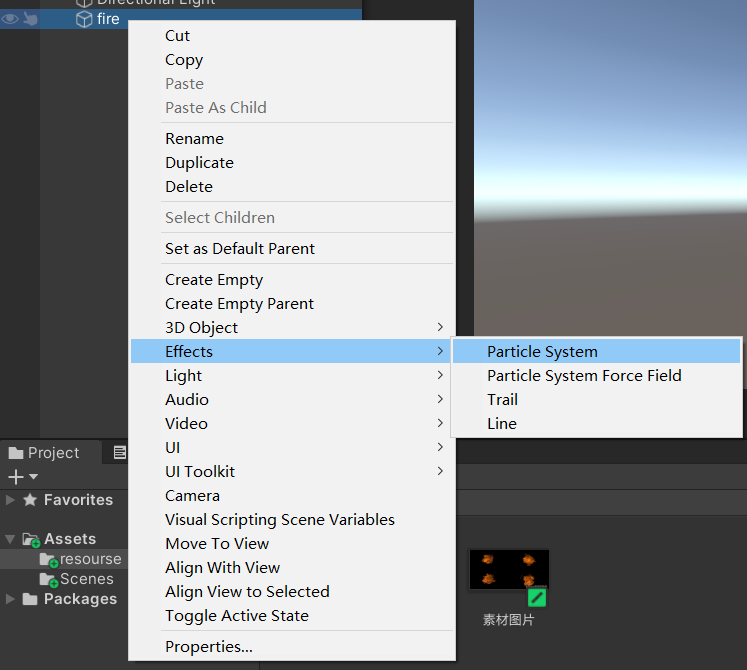 Directional Light
fire
Cut
Copy
Paste
Paste As Child
Rename
Duplicate
Delete
Select Children
Set as Default Parent
Create Empty
Create Empty Parent
3D Object
Effects
Particle System
Particle System Force Field
Trail
Line
Light
Audio
Video
UI
UI Toolkit
Camera
Visual Scripting Scene Variables
Move To View
Align With View
Align View to Selected
Toggle Active State
Properties...
Project
Favorites
Assets
resourse
Scenes
Packages
素材图片